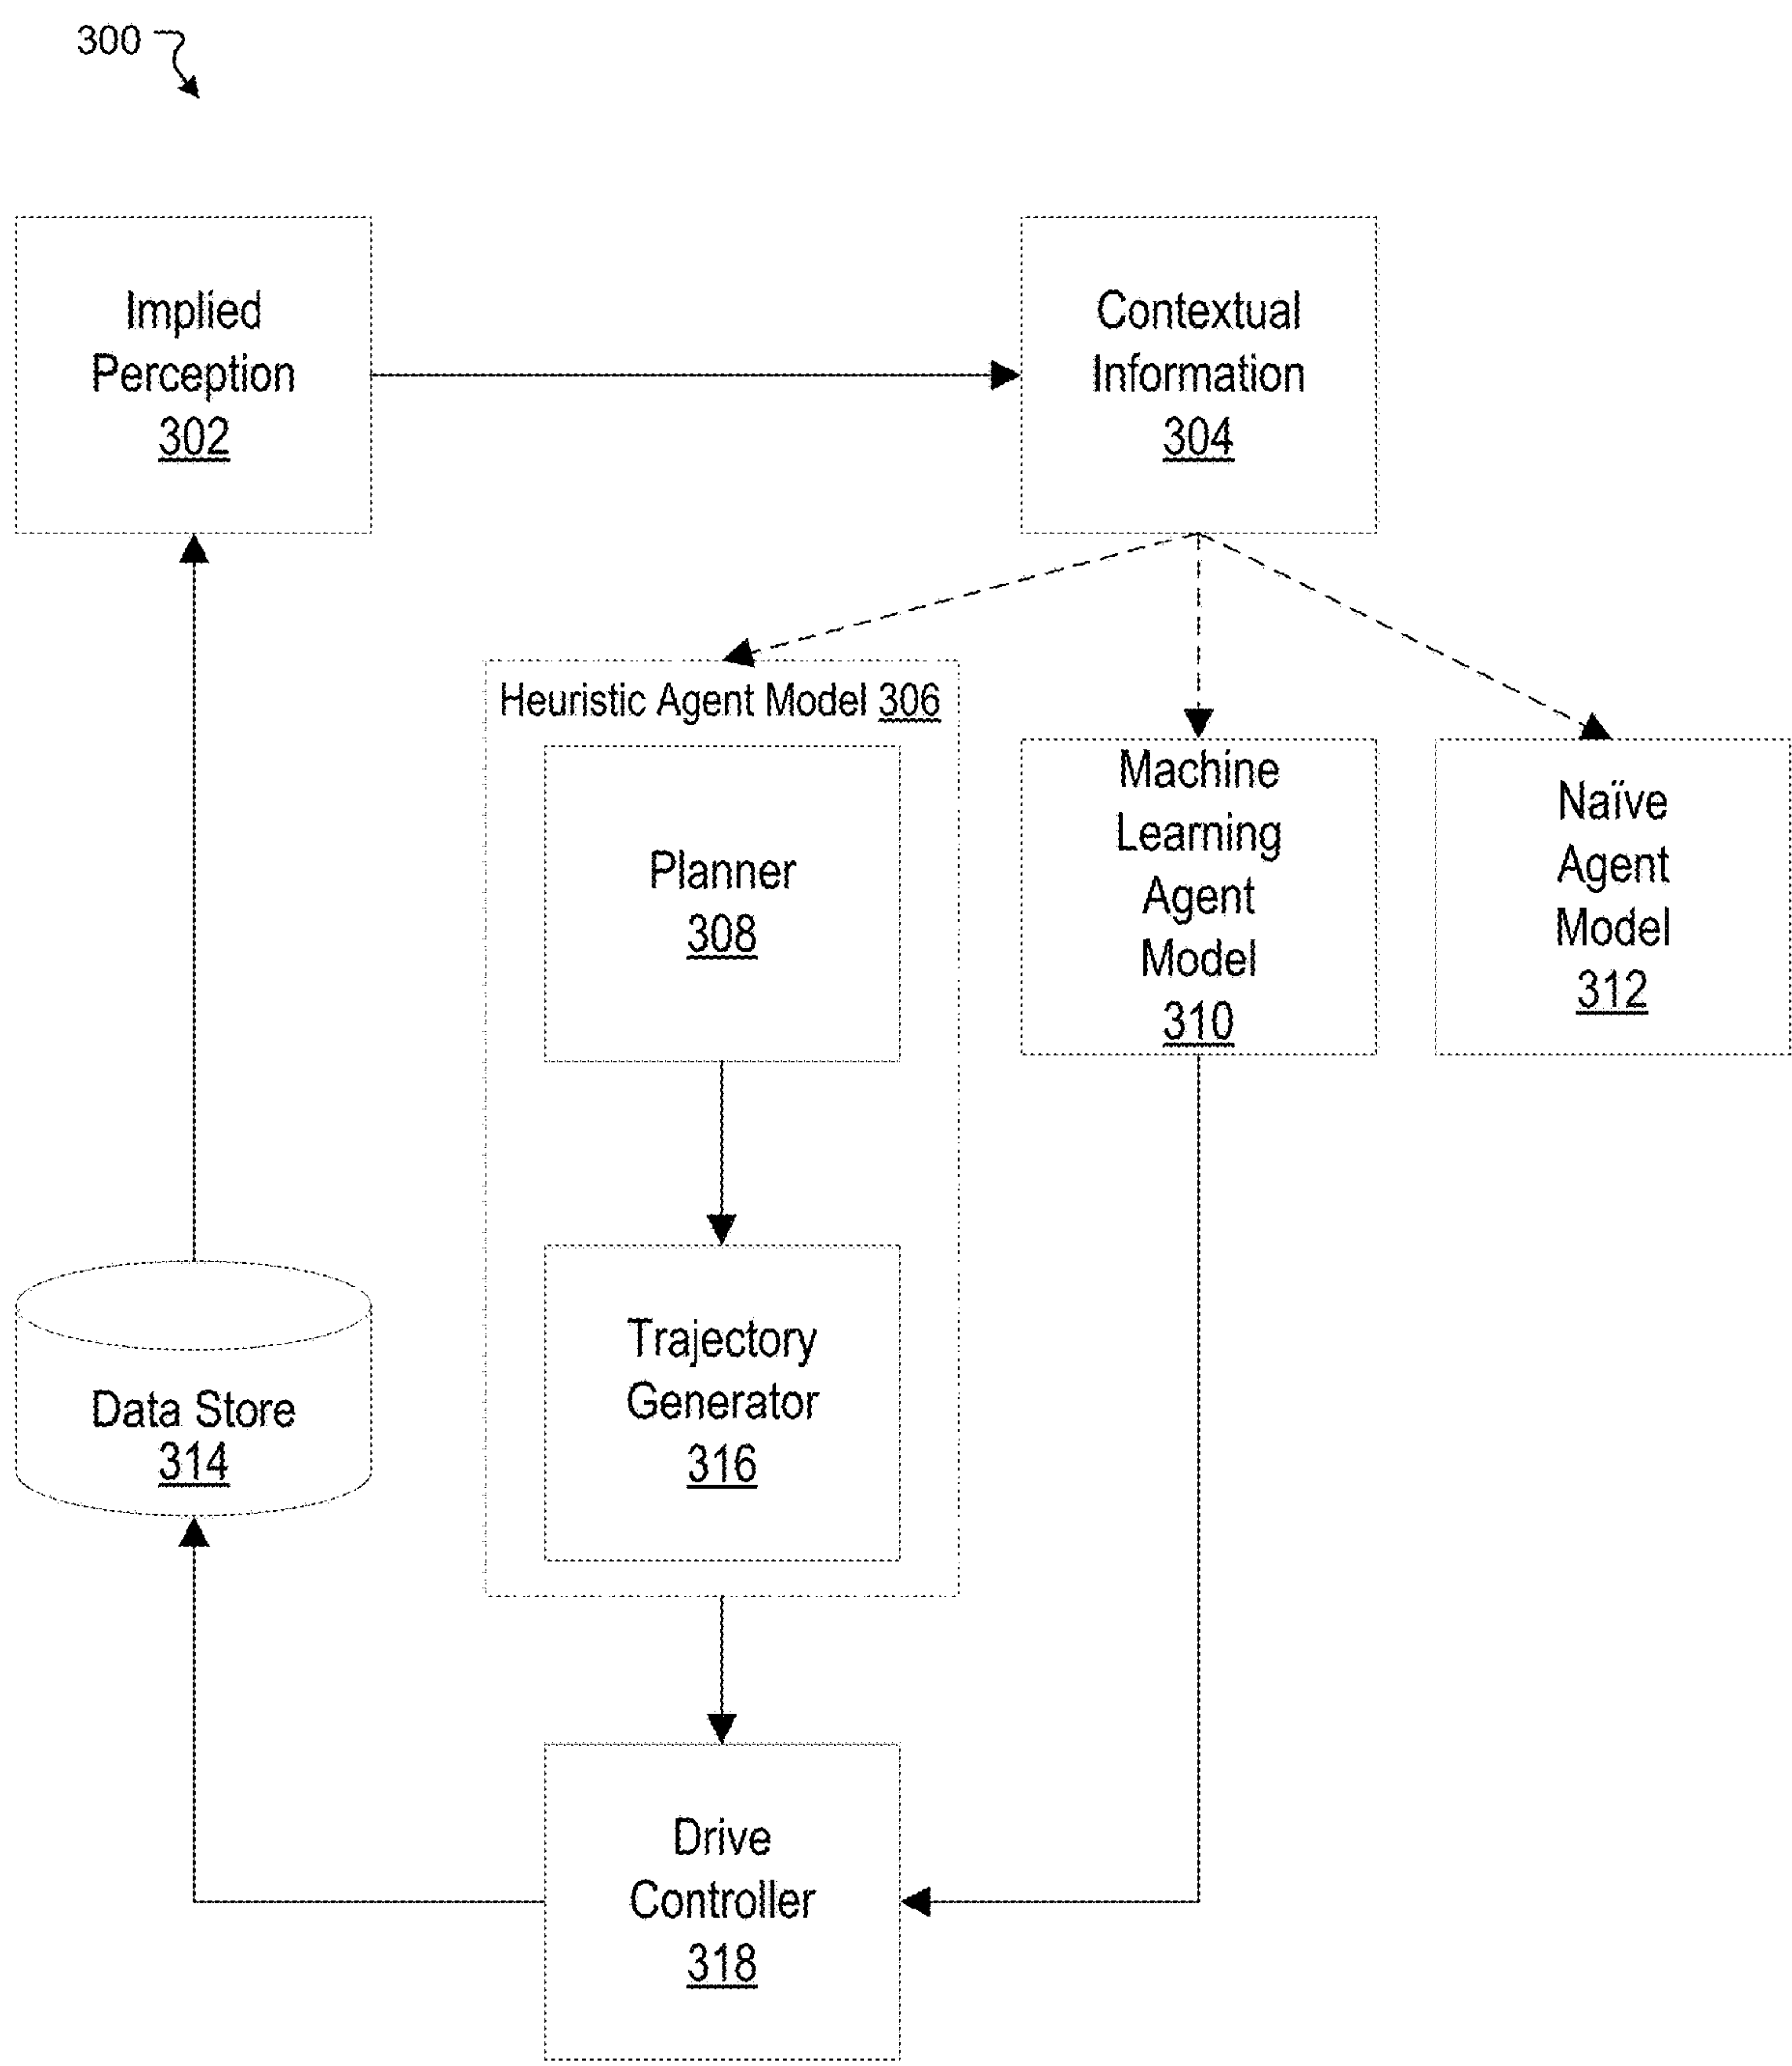 300
Implied
Perception
302
Contextual
Information
304
Heuristic Agent Model 306
Planner
308
Machine
Learning
Agent
Model
310
Naïve
Agent
Model
312
Trajectory
Generator
316
Data Store
314
Drive
Controller
318